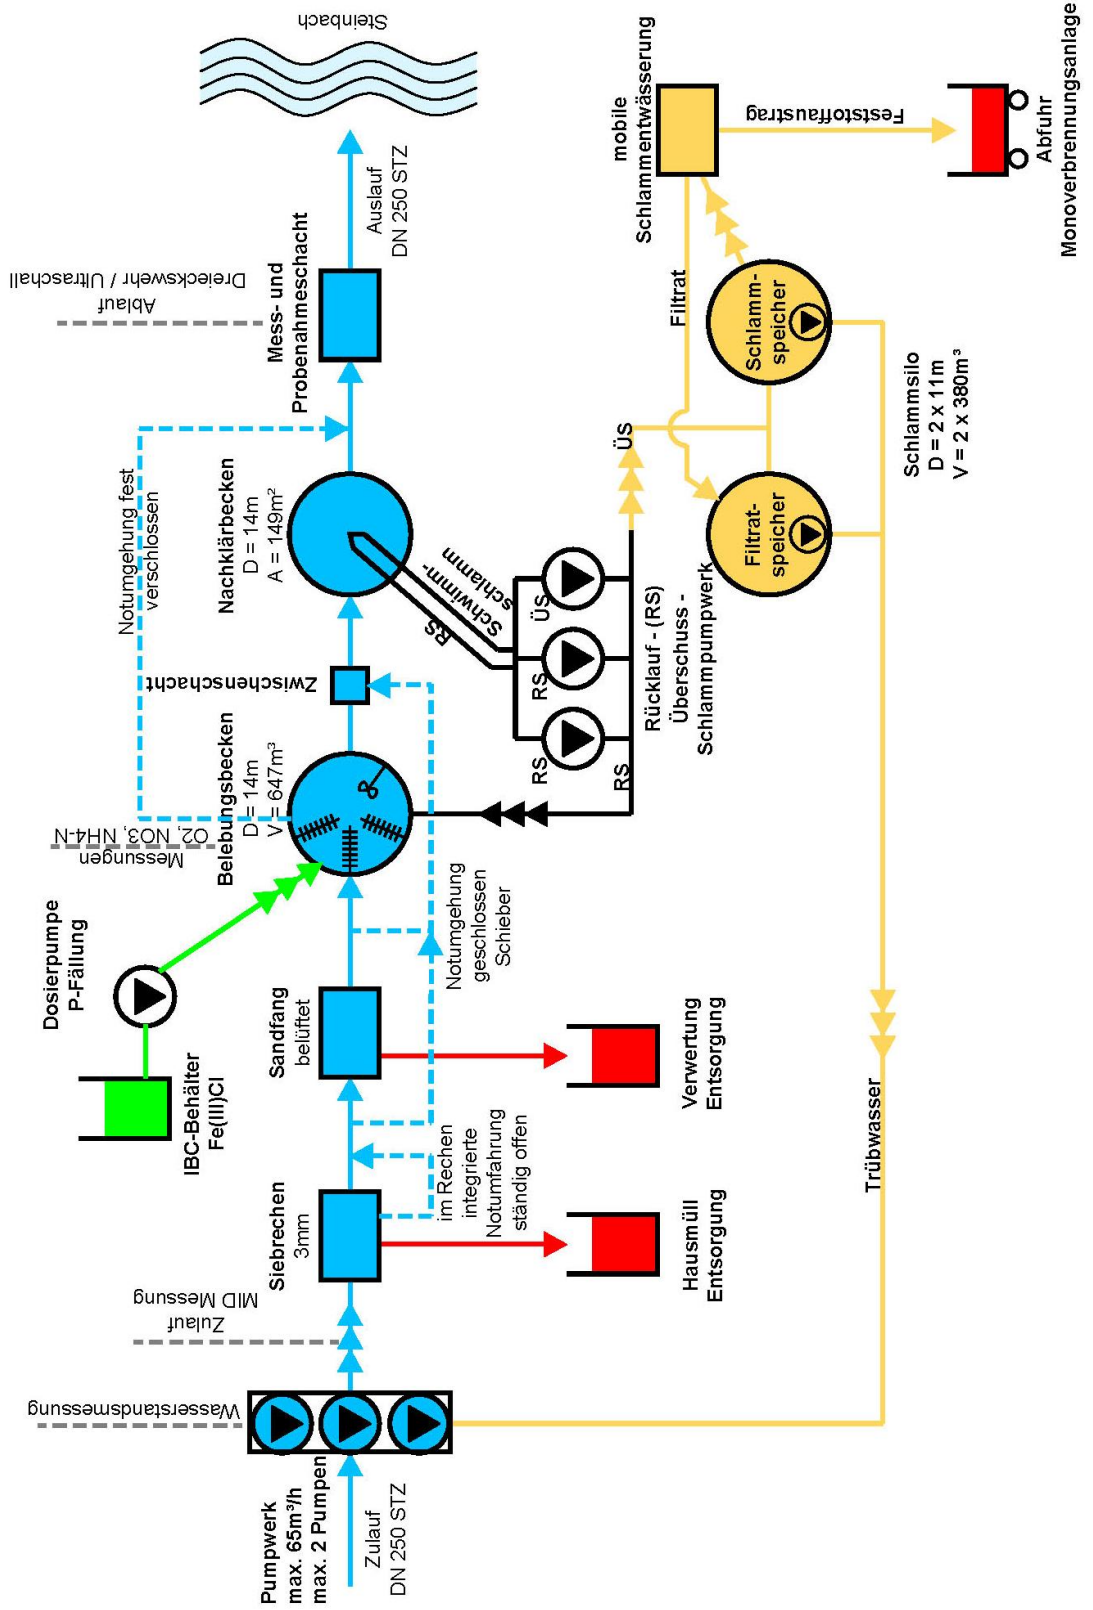 Pumpwerk
max. 65m³/h
max. 2 Pumpen
Zulauf
DN 250 STZ
Wasserstandsmessung
Zulauf
MID Messung
Siebrechen
3mm
im Rechen
integrierte
Notumfahrung
ständig offen
Hausmüll
Entsorgung
Sandfang
belüftet
Verwertung
Entsorgung
IBC-Behälter
Fe(III)Cl
Dosierpumpe
P-Fällung
Notumgehung
geschlossen
Schieber
Messungen
O2, NO3, NH4-N
Belebungsbecken
D = 14m
V = 647m³
Zwischenschacht
Notumgehung fest
verschlossen
Nachklärbecken
D = 14m
A = 149m²
RS
Schwimm-
schlamm
RS
RS
ÜS
RS
ÜS
Rücklauf - (RS)
Überschuss -
Schlammpumpwerk
Mess- und
Probenahmeschacht
Ablauf
Dreieckswehr / Ultraschall
Auslauf
DN 250 STZ
Steinbach
Filtrat-
speicher
Schlamm-
speicher
Filtrat
mobile
Schlammentwässerung
Feststoffaustrag
Abfuhr
Monoverbrennungsanlage
Schlammsilo
D = 2 x 11m
V = 2 x 380m³
Trübwasser